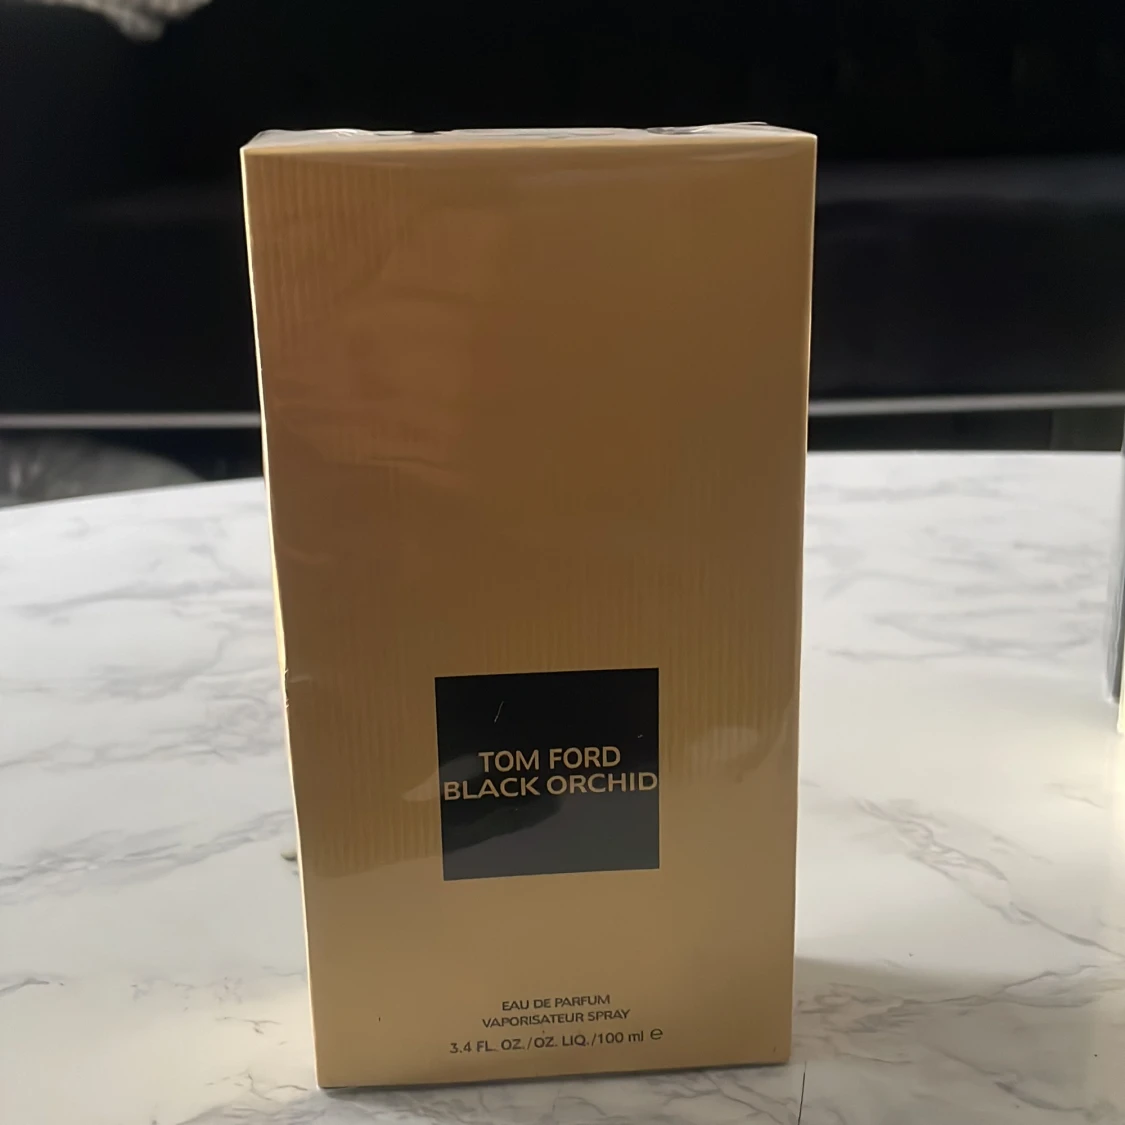 TOM FORD
BLACK ORCHID
EAU DE PARFUM
VAPORISATEUR SPRAY
3.4 FL. OZ./OZ. LIQ./100 ml ℮